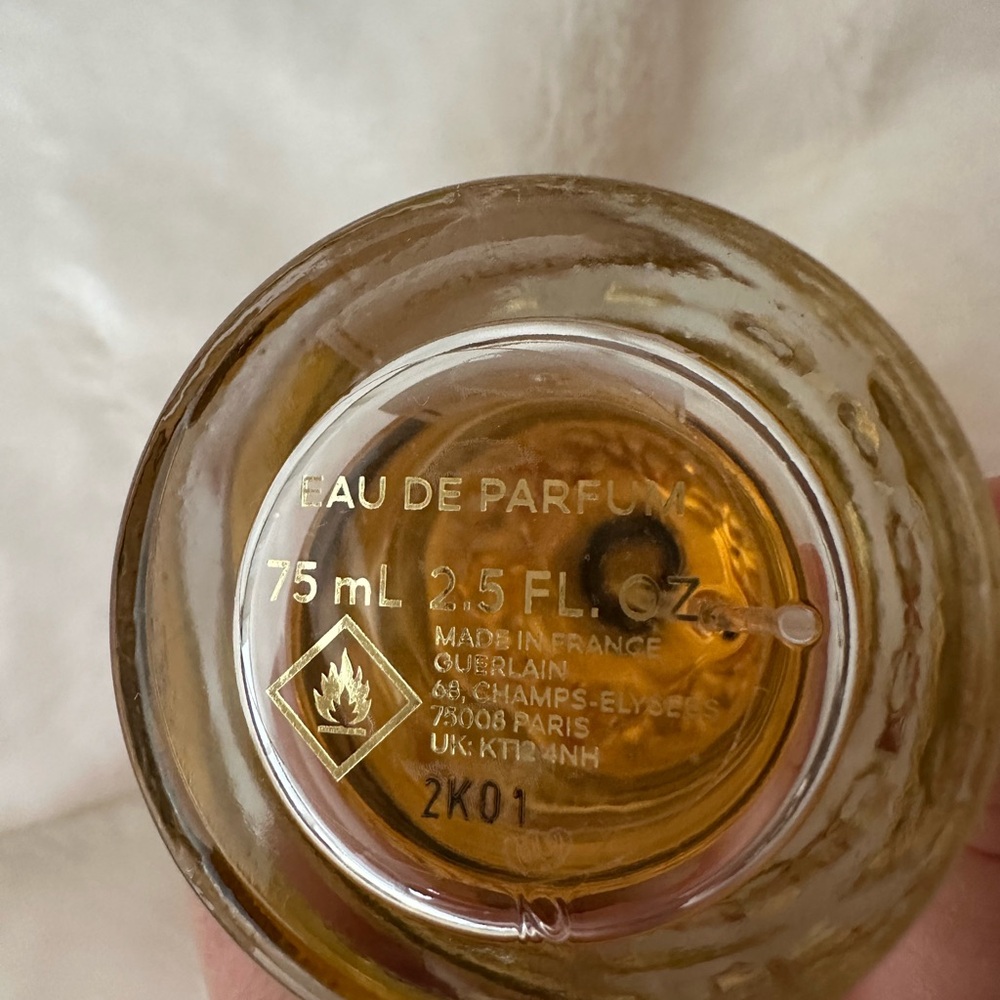 EAU DE PARFUM
75 mL 2.5 FL. OZ
MADE IN FRANCE
GUERLAIN
68, CHAMPS-ELYSEES
75008 PARIS
UK: KT12 4NH
2K01